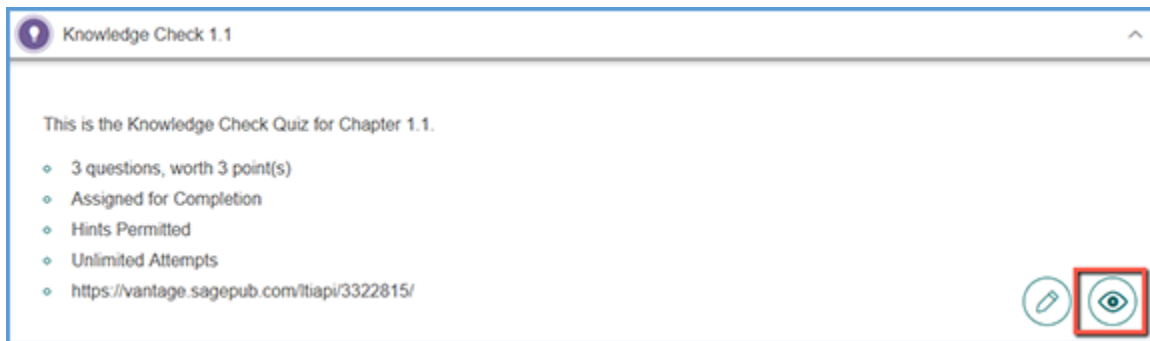 Knowledge Check 1.1
This is the Knowledge Check Quiz for Chapter 1.1.
3 questions, worth 3 point(s)
Assigned for Completion
Hints Permitted
Unlimited Attempts
https://vantage.sagepub.com/ltiapi/3322815/